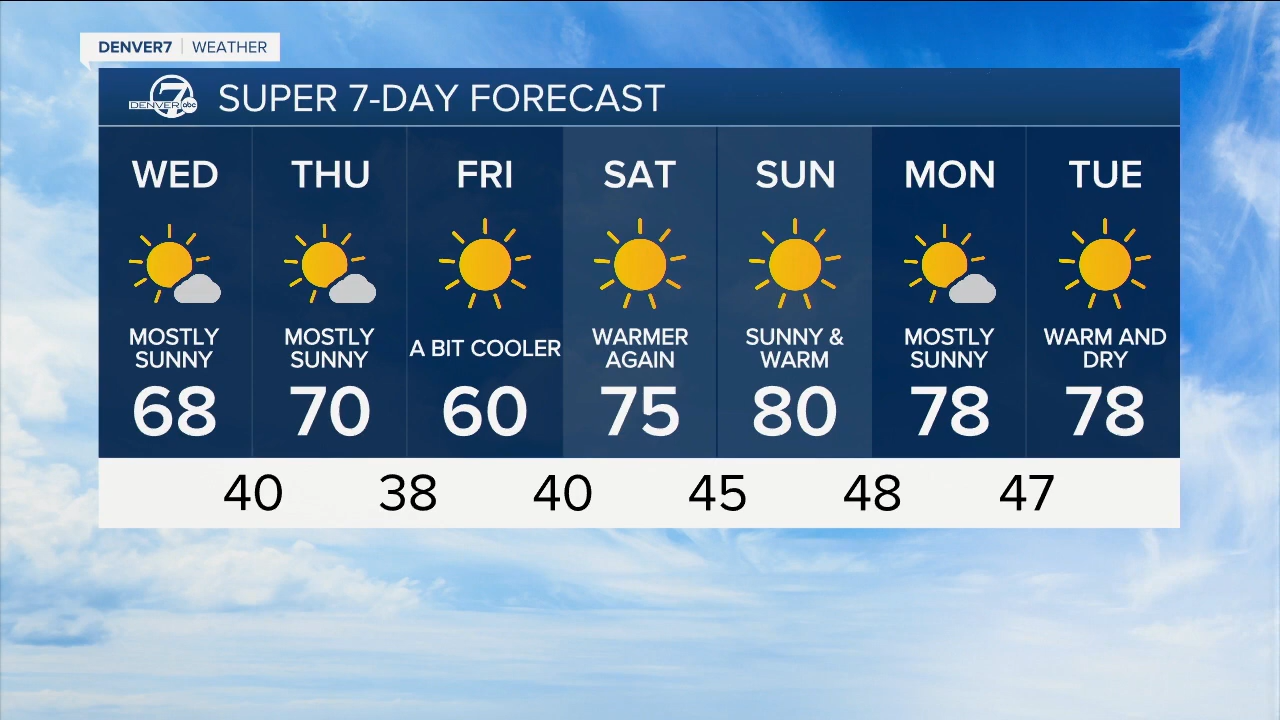 DENVER7 | WEATHER
DENVER 7 abc SUPER 7-DAY FORECAST
WED THU FRI SAT SUN MON TUE
MOSTLY SUNNY
MOSTLY SUNNY
A BIT COOLER
WARMER AGAIN
SUNNY & WARM
MOSTLY SUNNY
WARM AND DRY
68 70 60 75 80 78 78
40 38 40 45 48 47